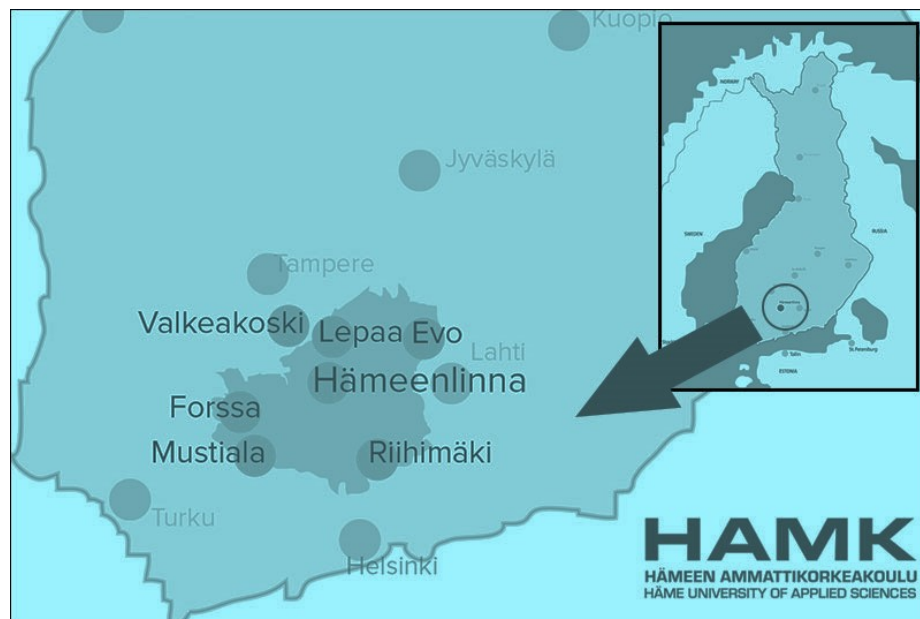 Kuopio
Jyväskylä
Tampere
Valkeakoski
Lepaa
Evo
Lahti
Hämeenlinna
Forssa
Mustiala
Riihimäki
Turku
Helsinki
NORWAY
SWEDEN
RUSSIA
Hämeenlinna
Tallin
St. Petersburg
ESTONIA
HAMK
HÄMEEN AMMATTIKORKEAKOULU
HÄME UNIVERSITY OF APPLIED SCIENCES